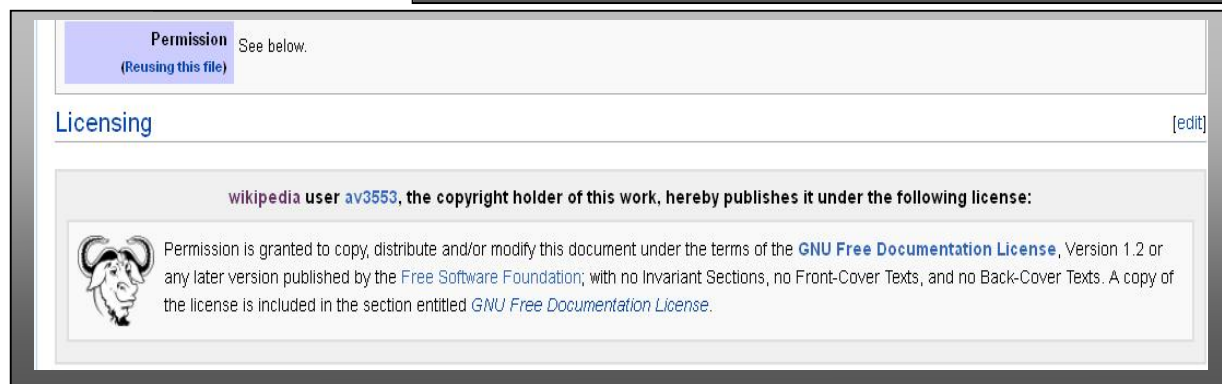 Permission See below.
(Reusing this file)
Licensing [edit]
wikipedia user av3553, the copyright holder of this work, hereby publishes it under the following license:
Permission is granted to copy, distribute and/or modify this document under the terms of the GNU Free Documentation License, Version 1.2 or
any later version published by the Free Software Foundation; with no Invariant Sections, no Front-Cover Texts, and no Back-Cover Texts. A copy of
the license is included in the section entitled GNU Free Documentation License.